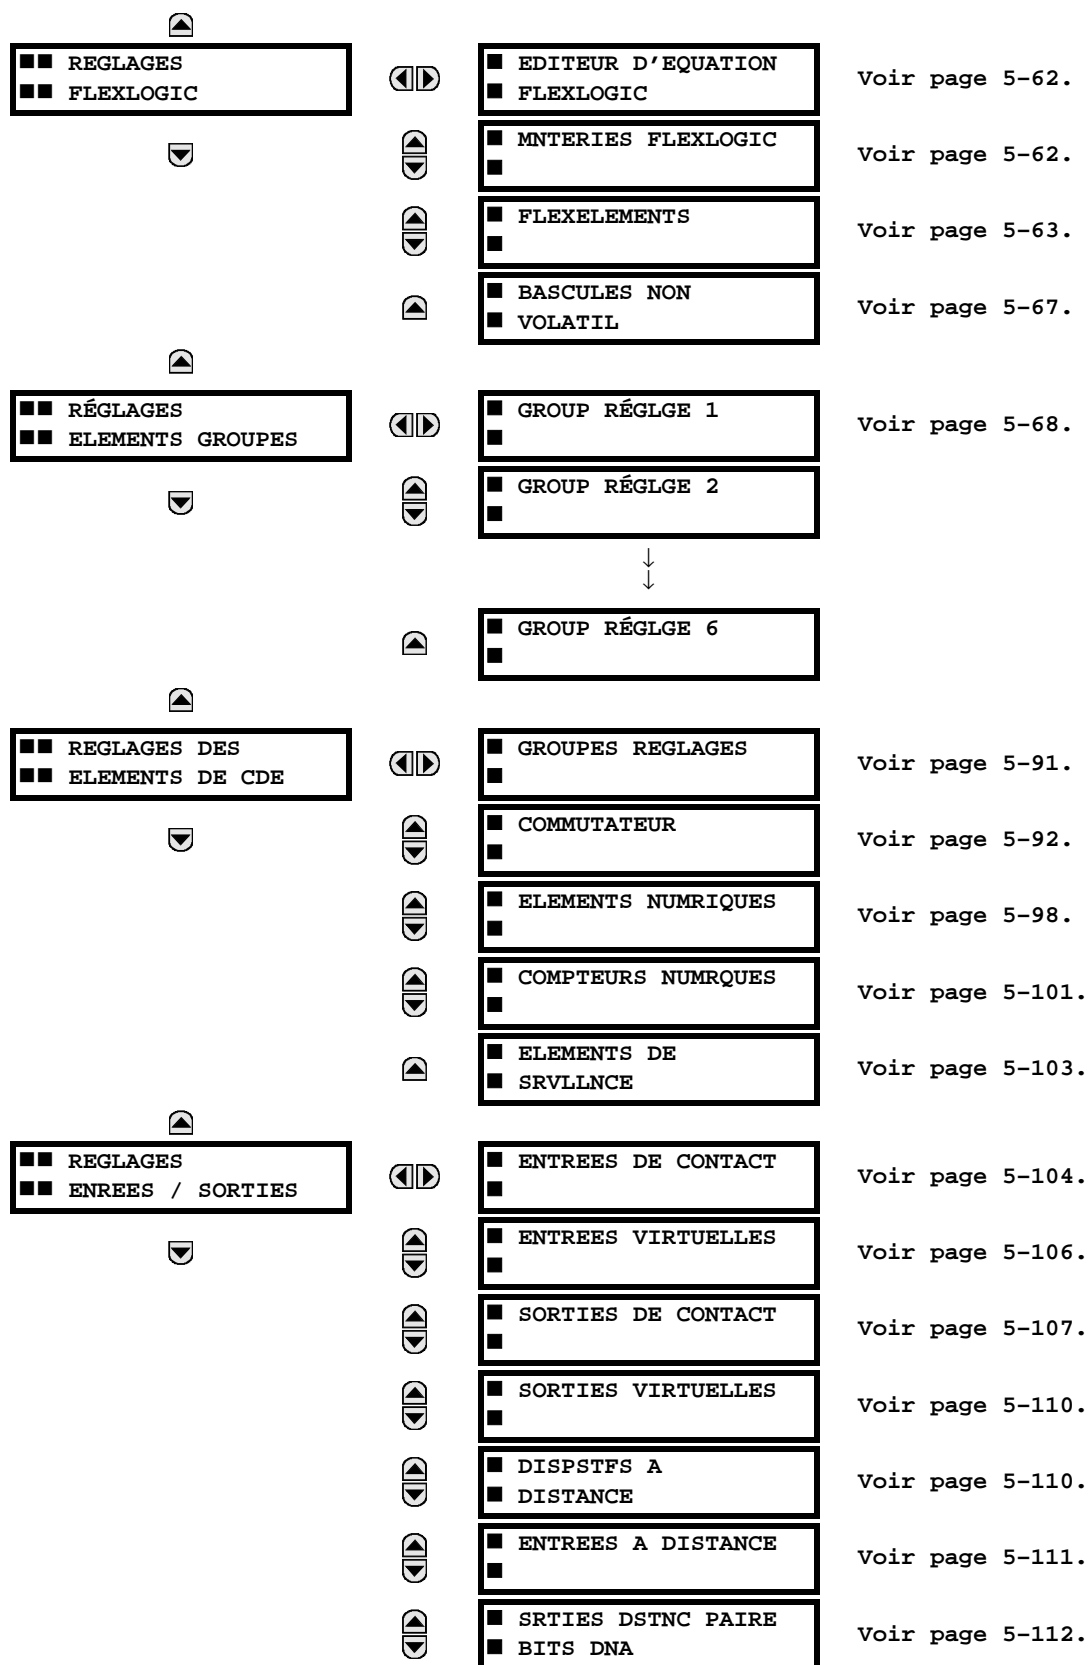 REGLAGES
FLEXLOGIC
EDITEUR D'EQUATION
FLEXLOGIC
Voir page 5-62.
MNTERIES FLEXLOGIC
Voir page 5-62.
FLEXELEMENTS
Voir page 5-63.
BASCULES NON
VOLATIL
Voir page 5-67.
RÉGLAGES
ELEMENTS GROUPES
GROUP RÉGLGE 1
Voir page 5-68.
GROUP RÉGLGE 2
↓
↓
GROUP RÉGLGE 6
REGLAGES DES
ELEMENTS DE CDE
GROUPES REGLAGES
Voir page 5-91.
COMMUTATEUR
Voir page 5-92.
ELEMENTS NUMRIQUES
Voir page 5-98.
COMPTEURS NUMRQUES
Voir page 5-101.
ELEMENTS DE
SRVLLNCE
Voir page 5-103.
REGLAGES
ENREES / SORTIES
ENTREES DE CONTACT
Voir page 5-104.
ENTREES VIRTUELLES
Voir page 5-106.
SORTIES DE CONTACT
Voir page 5-107.
SORTIES VIRTUELLES
Voir page 5-110.
DISPSTFS A
DISTANCE
Voir page 5-110.
ENTREES A DISTANCE
Voir page 5-111.
SRTIES DSTNC PAIRE
BITS DNA
Voir page 5-112.